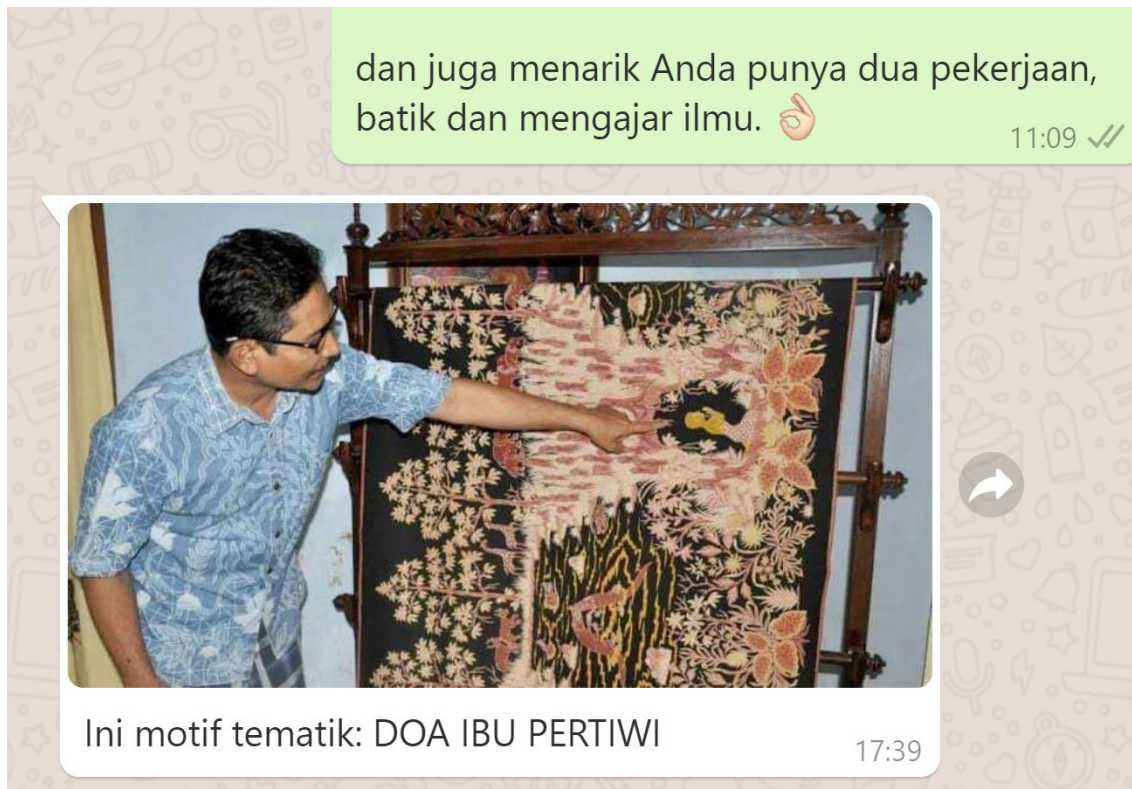 dan juga menarik Anda punya dua pekerjaan,
batik dan mengajar ilmu. 👌🏻
11:09
Ini motif tematik: DOA IBU PERTIWI
17:39